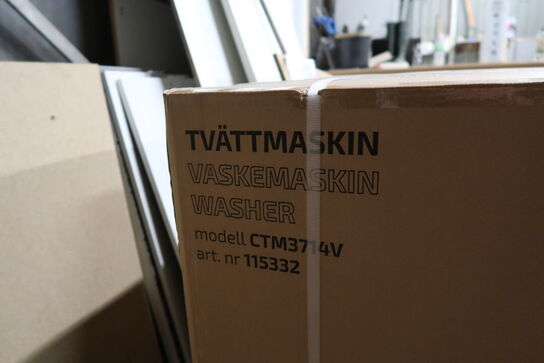 TVÄTTMASKIN
VASKEMASKIN
WASHER
modell CTM3714V
art. nr 115332